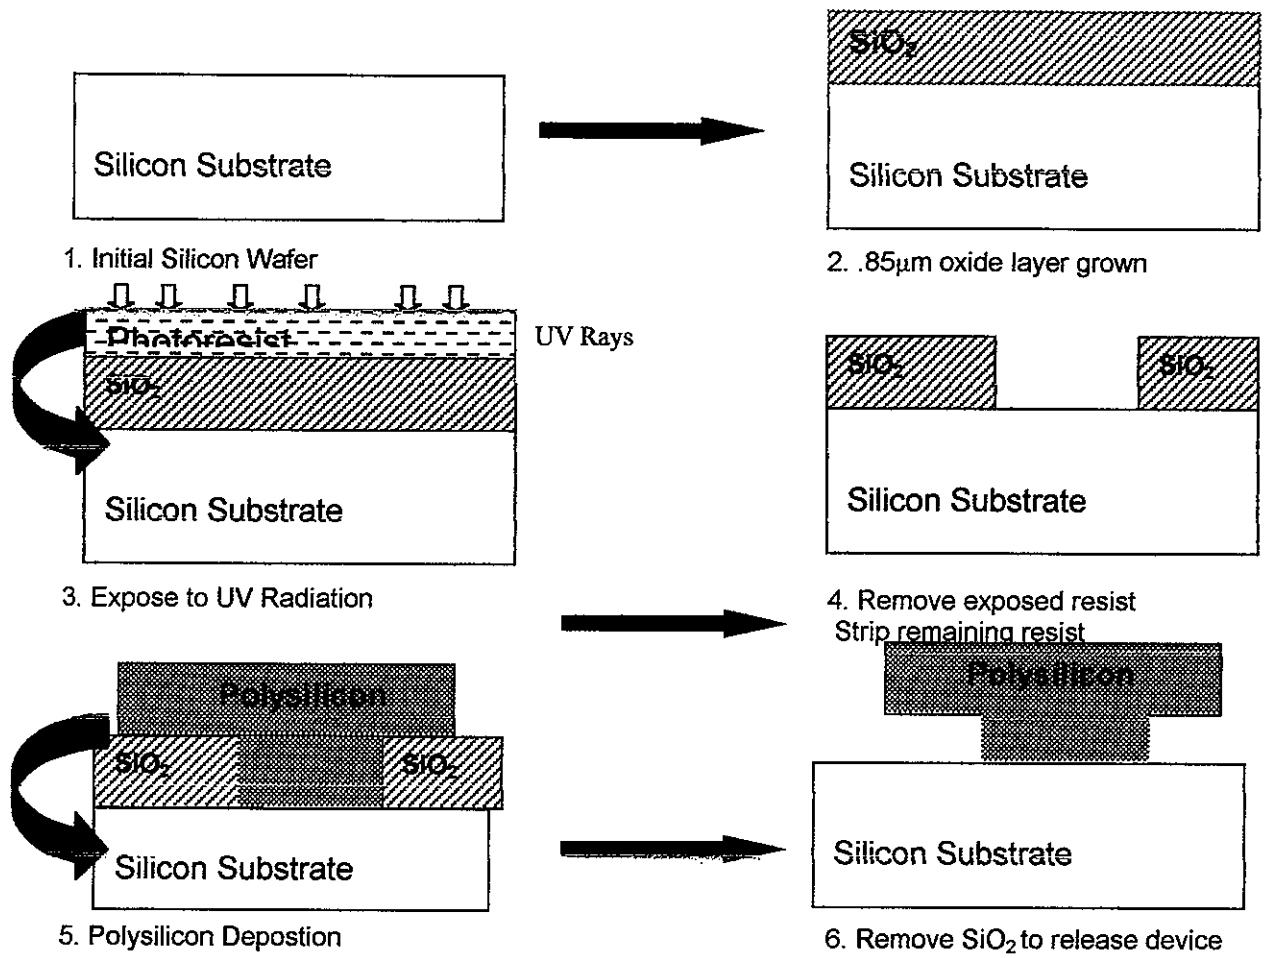 Silicon Substrate
1. Initial Silicon Wafer
SiO₂
Silicon Substrate
2. .85μm oxide layer grown
Photoresist
UV Rays
SiO₂
Silicon Substrate
3. Expose to UV Radiation
SiO₂ SiO₂
Silicon Substrate
4. Remove exposed resist
Strip remaining resist
Polysilicon
SiO₂ SiO₂
Silicon Substrate
5. Polysilicon Depostion
Polysilicon
Silicon Substrate
6. Remove SiO₂ to release device